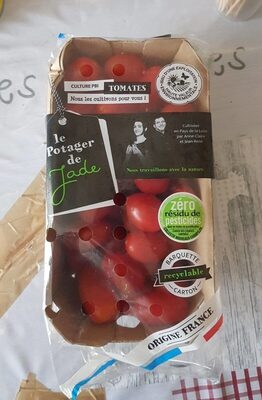 CULTURE PBI TOMATES
Nous les cultivons pour vous !
le
Potager
de
Jade
Cultivées
en Pays de la Loire
par Anne-Claire
et Jean-René
Nous travaillons avec la nature
zéro
résidu de
pesticides
BARQUETTE
recyclable
CARTON
ORIGINE FRANCE